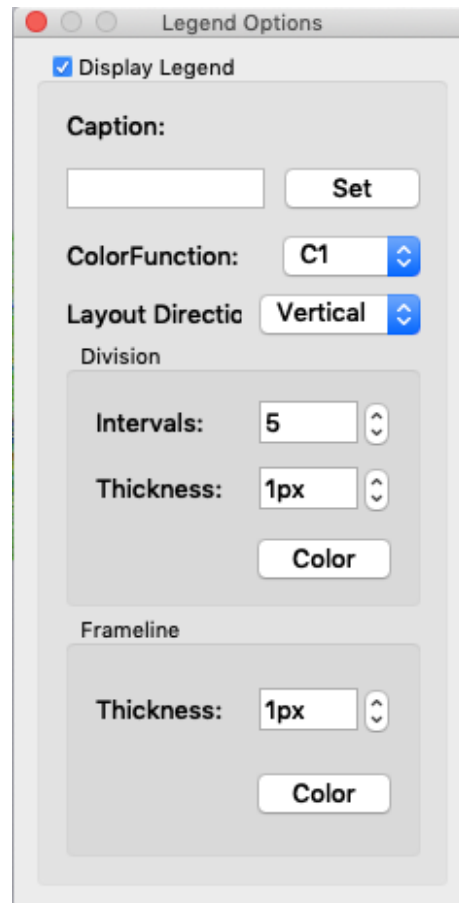 Legend Options
Display Legend
Caption:
Set
ColorFunction: C1
Layout Directio Vertical
Division
Intervals: 5
Thickness: 1px
Color
Frameline
Thickness: 1px
Color